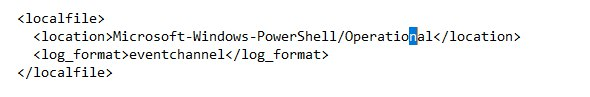 <localfile>
<location>Microsoft-Windows-PowerShell/Operational</location>
<log_format>eventchannel</log_format>
</localfile>